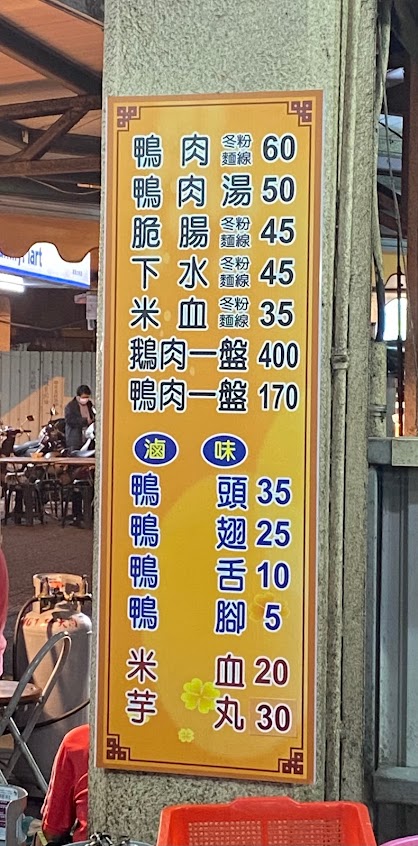 鴨肉 冬粉 麵線 60
鴨肉湯 50
脆腸 冬粉 麵線 45
下水 冬粉 麵線 45
米血 冬粉 麵線 35
鵝肉一盤 400
鴨肉一盤 170
滷味
鴨頭 35
鴨翅 25
鴨舌 10
鴨腳 5
米血 20
芋丸 30